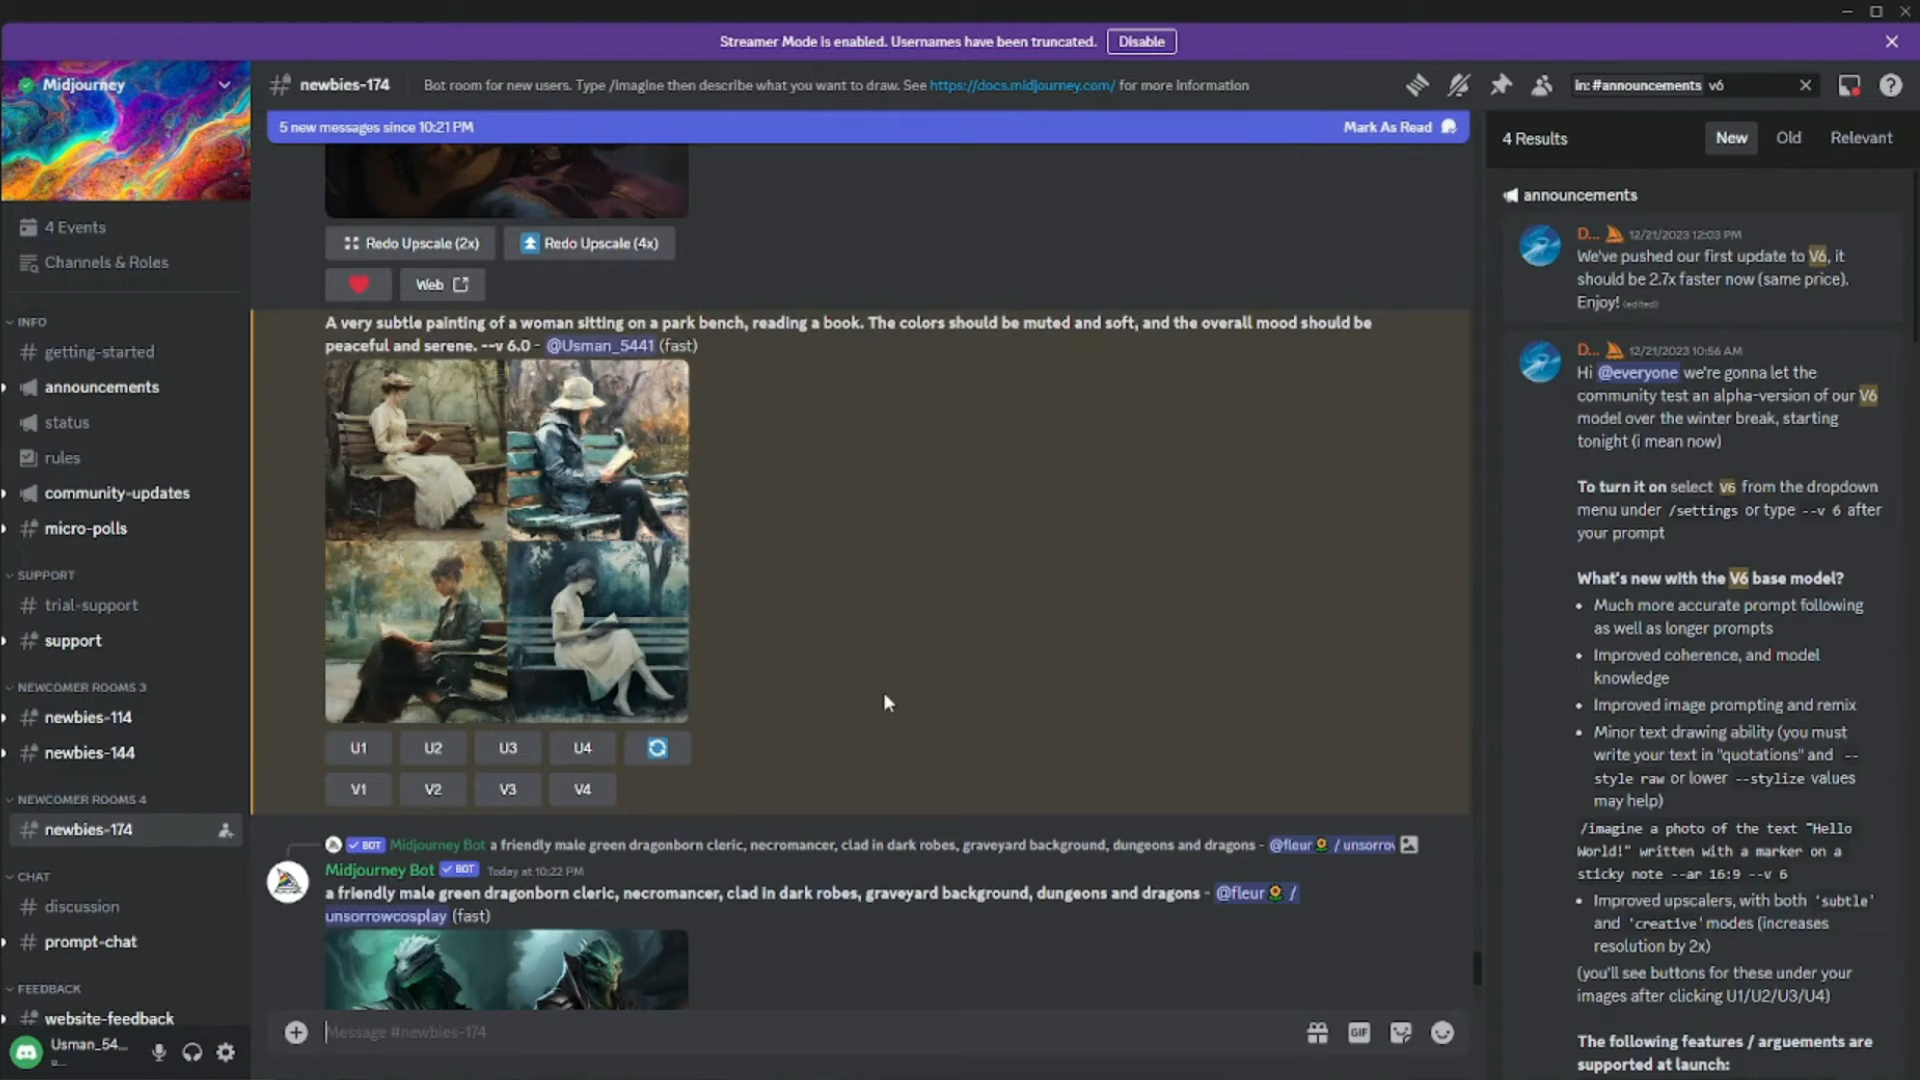 Streamer Mode is enabled. Usernames have been truncated. Disable
Midjourney
4 Events
Channels & Roles
INFO
getting-started
announcements
status
rules
community-updates
micro-polls
SUPPORT
trial-support
support
NEWCOMER ROOMS 3
newbies-114
newbies-144
NEWCOMER ROOMS 4
newbies-174
CHAT
discussion
prompt-chat
FEEDBACK
website-feedback
Usman_54...
u...
newbies-174 Bot room for new users. Type /imagine then describe what you want to draw. See https://docs.midjourney.com/ for more information
5 new messages since 10:21 PM Mark As Read
Redo Upscale (2x) Redo Upscale (4x)
Web
A very subtle painting of a woman sitting on a park bench, reading a book. The colors should be muted and soft, and the overall mood should be
peaceful and serene. --v 6.0 - @Usman_5441 (fast)
U1 U2 U3 U4
V1 V2 V3 V4
BOT Midjourney Bot a friendly male green dragonborn cleric, necromancer, clad in dark robes, graveyard background, dungeons and dragons - @fleur / unsorrov
Midjourney Bot BOT Today at 10:22 PM
a friendly male green dragonborn cleric, necromancer, clad in dark robes, graveyard background, dungeons and dragons - @fleur /
unsorrowcosplay (fast)
Message #newbies-174
GIF
in: #announcements v6
4 Results New Old Relevant
announcements
D... 12/21/2023 12:03 PM
We've pushed our first update to V6, it
should be 2.7x faster now (same price).
Enjoy! (edited)
D... 12/21/2023 10:56 AM
Hi @everyone we're gonna let the
community test an alpha-version of our V6
model over the winter break, starting
tonight (i mean now)
To turn it on select V6 from the dropdown
menu under /settings or type --v 6 after
your prompt
What's new with the V6 base model?
• Much more accurate prompt following
as well as longer prompts
• Improved coherence, and model
knowledge
• Improved image prompting and remix
• Minor text drawing ability (you must
write your text in "quotations" and --
style raw or lower --stylize values
may help)
/imagine a photo of the text "Hello
World!" written with a marker on a
sticky note --ar 16:9 --v 6
• Improved upscalers, with both 'subtle'
and 'creative' modes (increases
resolution by 2x)
(you'll see buttons for these under your
images after clicking U1/U2/U3/U4)
The following features / arguements are
supported at launch: